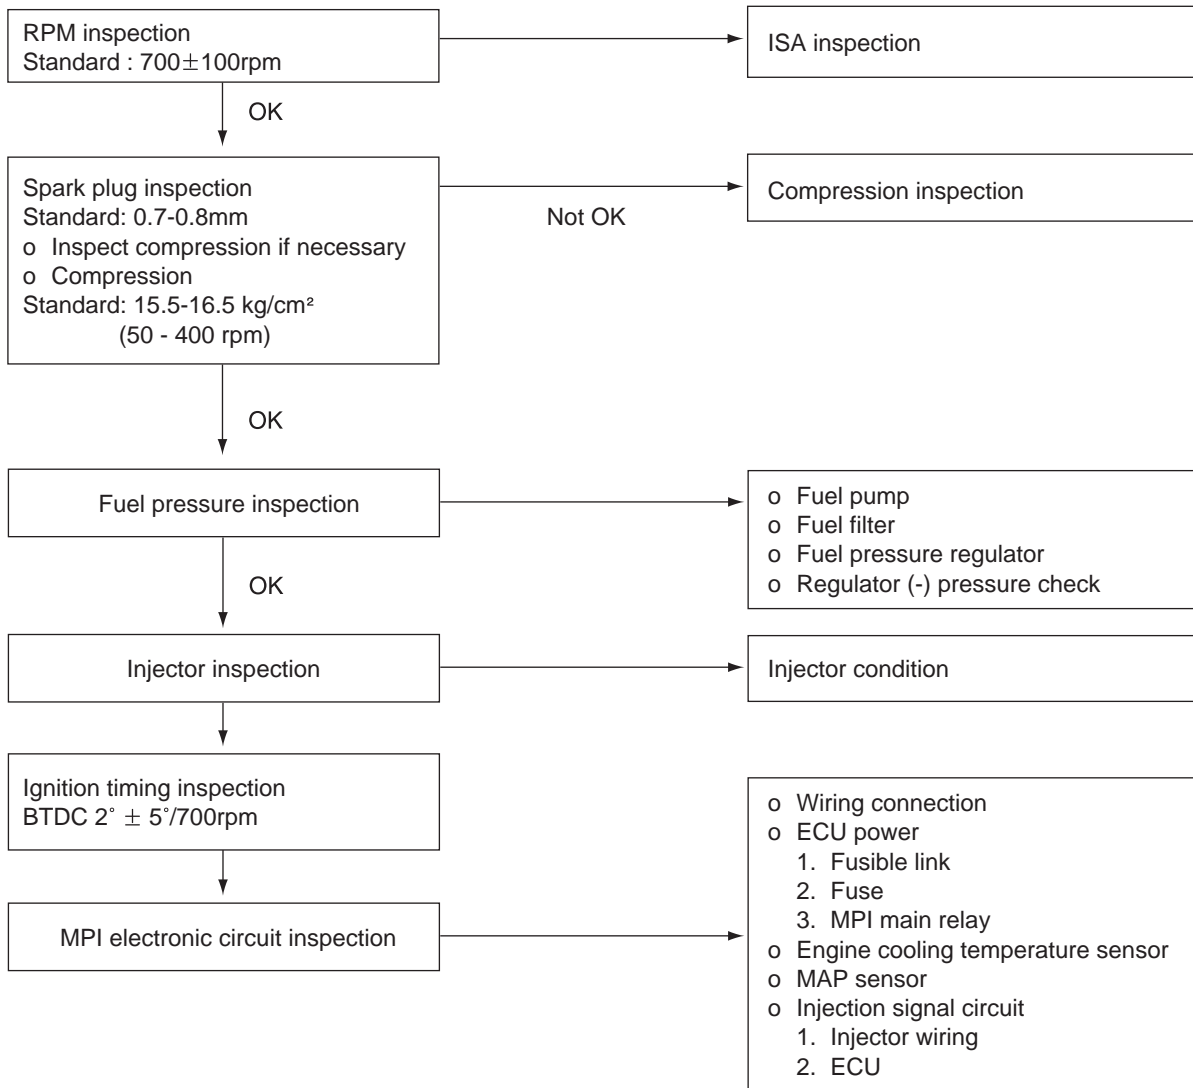 RPM inspection
Standard : 700±100rpm
ISA inspection
OK
Spark plug inspection
Standard: 0.7-0.8mm
o Inspect compression if necessary
o Compression
Standard: 15.5-16.5 kg/cm²
(50 - 400 rpm)
Not OK
Compression inspection
OK
Fuel pressure inspection
o Fuel pump
o Fuel filter
o Fuel pressure regulator
o Regulator (-) pressure check
OK
Injector inspection
Injector condition
Ignition timing inspection
BTDC 2° ± 5°/700rpm
MPI electronic circuit inspection
o Wiring connection
o ECU power
1. Fusible link
2. Fuse
3. MPI main relay
o Engine cooling temperature sensor
o MAP sensor
o Injection signal circuit
1. Injector wiring
2. ECU